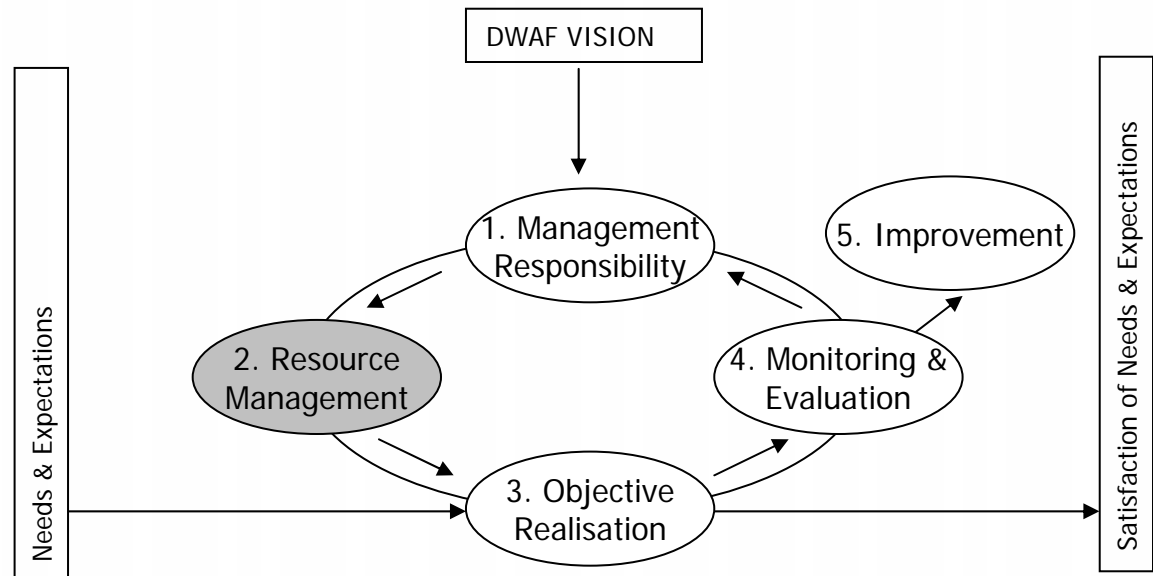 DWAF VISION
Needs & Expectations
1. Management
Responsibility
5. Improvement
2. Resource
Management
4. Monitoring &
Evaluation
3. Objective
Realisation
Satisfaction of Needs & Expectations